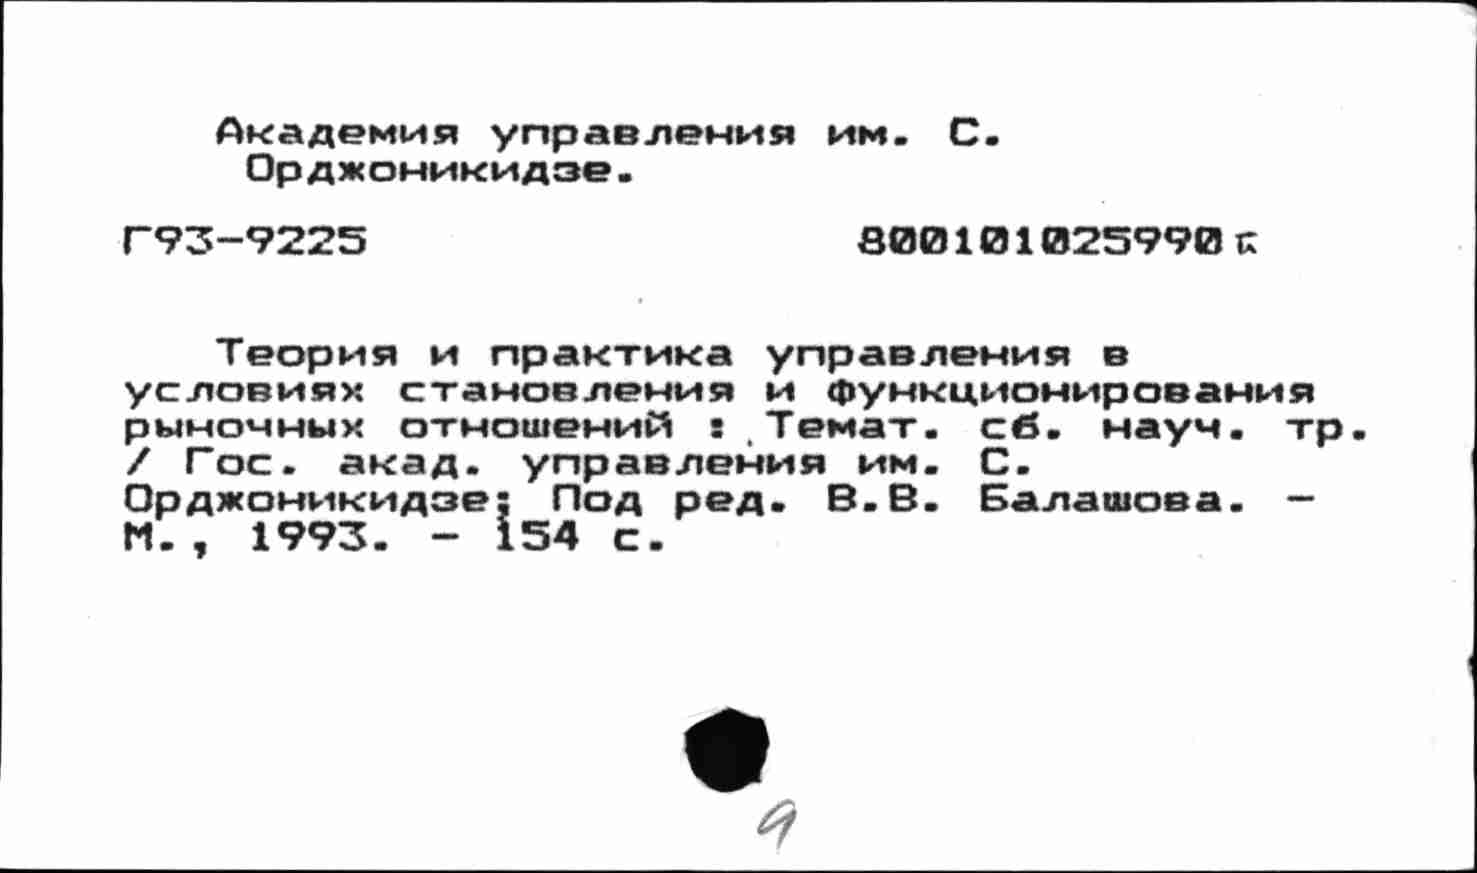 Академия управления им. С.
Орджоникидзе.
Г93-9225 800101025990
Теория и практика управления в
условиях становления и функционирования
рыночных отношений : Темат. сб. науч. тр.
/ Гос. акад. управления им. С.
Орджоникидзе; Под ред. В.В. Балашова. -
М., 1993. - 154 с.
9